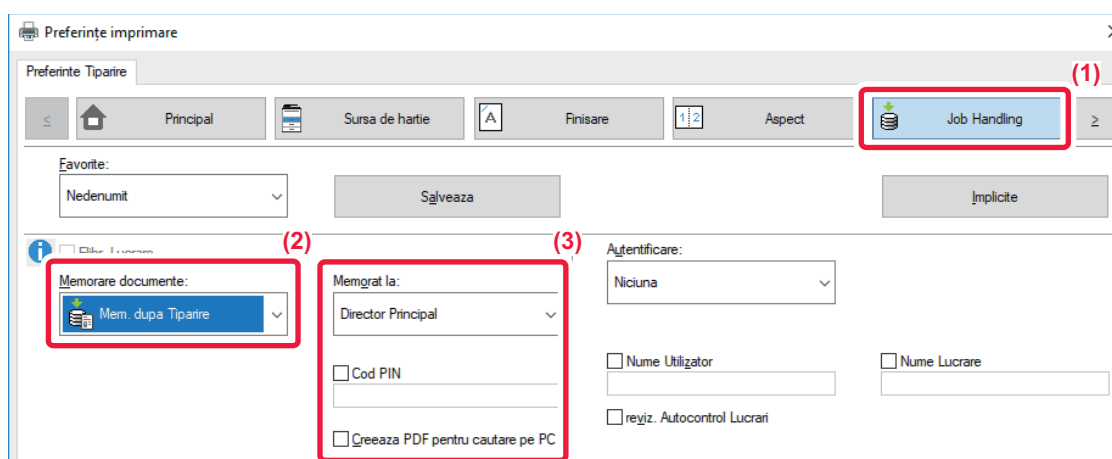 Preferințe imprimare
Preferinte Tiparire
(1)
< Principal Sursa de hartie A Finisare 1 2 Aspect Job Handling >
Favorite:
Nedenumit Salveaza Implicite
(2) (3)
Autentificare:
Memorare documente: Memorat la:
Niciuna
Mem. dupa Tiparire Director Principal
Nume Utilizator Nume Lucrare
Cod PIN
reviz. Autocontrol Lucrari
Creeaza PDF pentru cautare pe PC